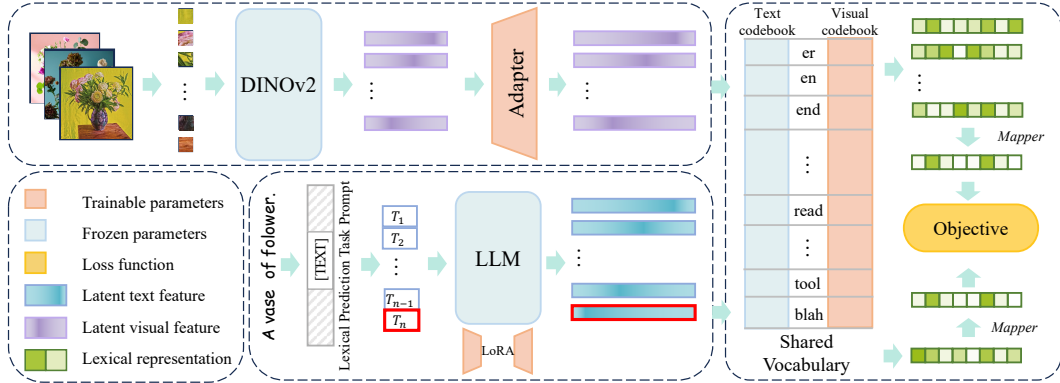 DINOv2
Adapter
Text
codebook
Visual
codebook
er
en
end
⋮
read
⋮
tool
blah
Shared
Vocabulary
Mapper
Objective
Mapper
Trainable parameters
Frozen parameters
Loss function
Latent text feature
Latent visual feature
Lexical representation
A vase of folower.
[TEXT]
Lexical Prediction Task Prompt
T1
T2
⋮
Tn−1
Tn
LLM
LoRA